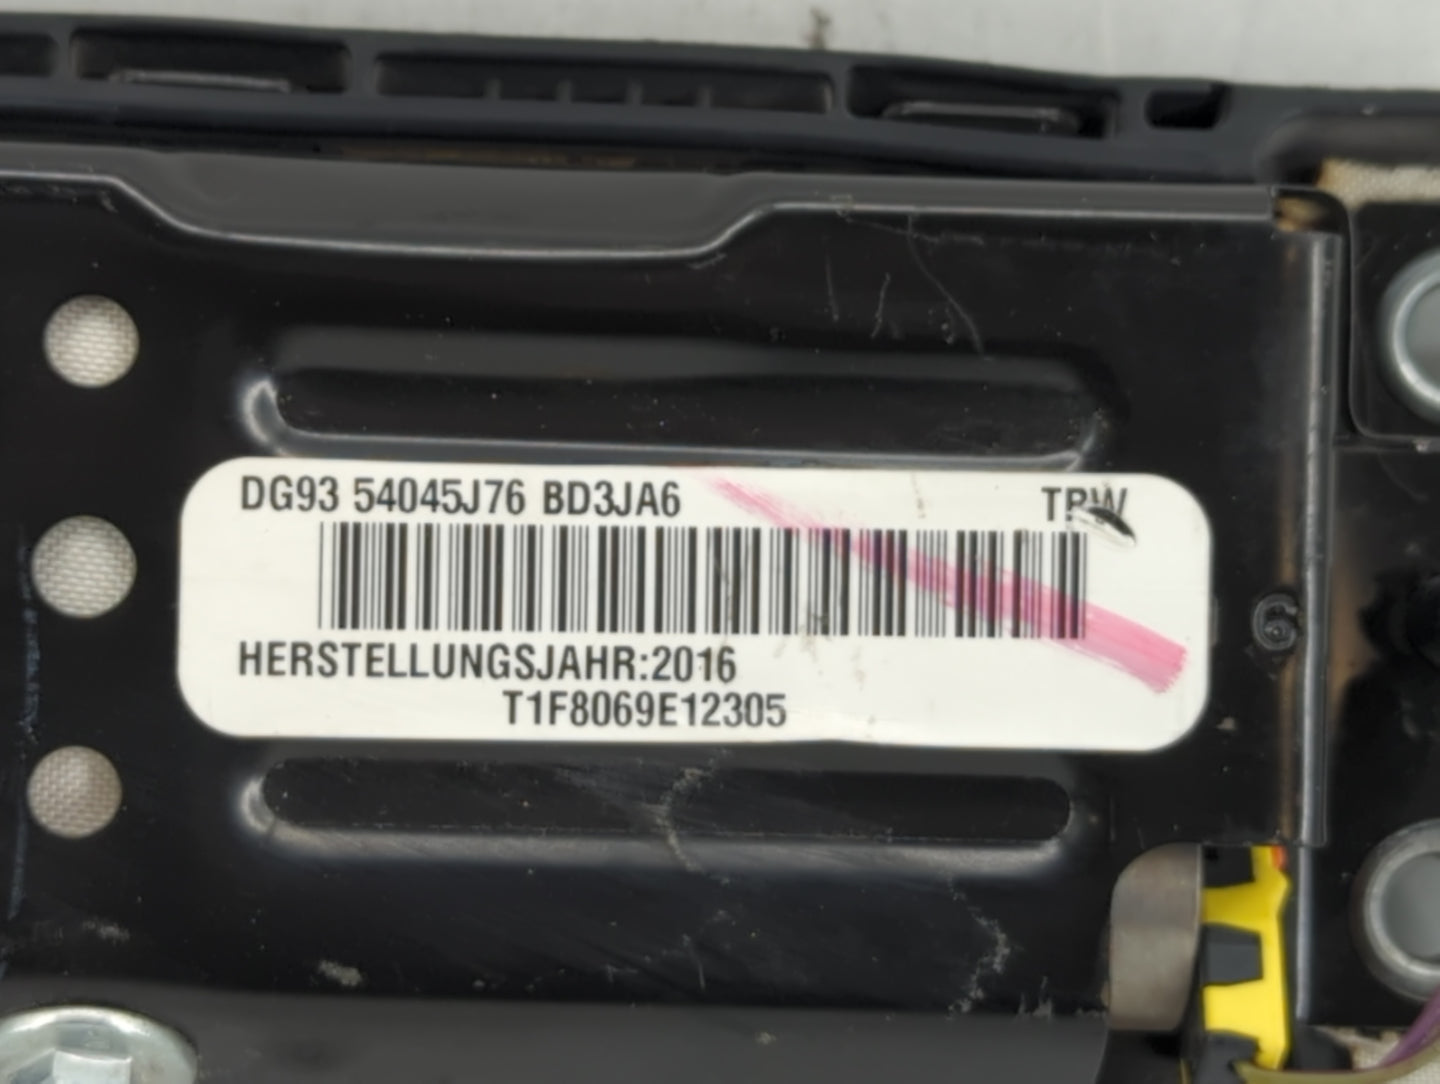 DG93 54045J76 BD3JA6 TRW
HERSTELLUNGSJAHR:2016
T1F8069E12305